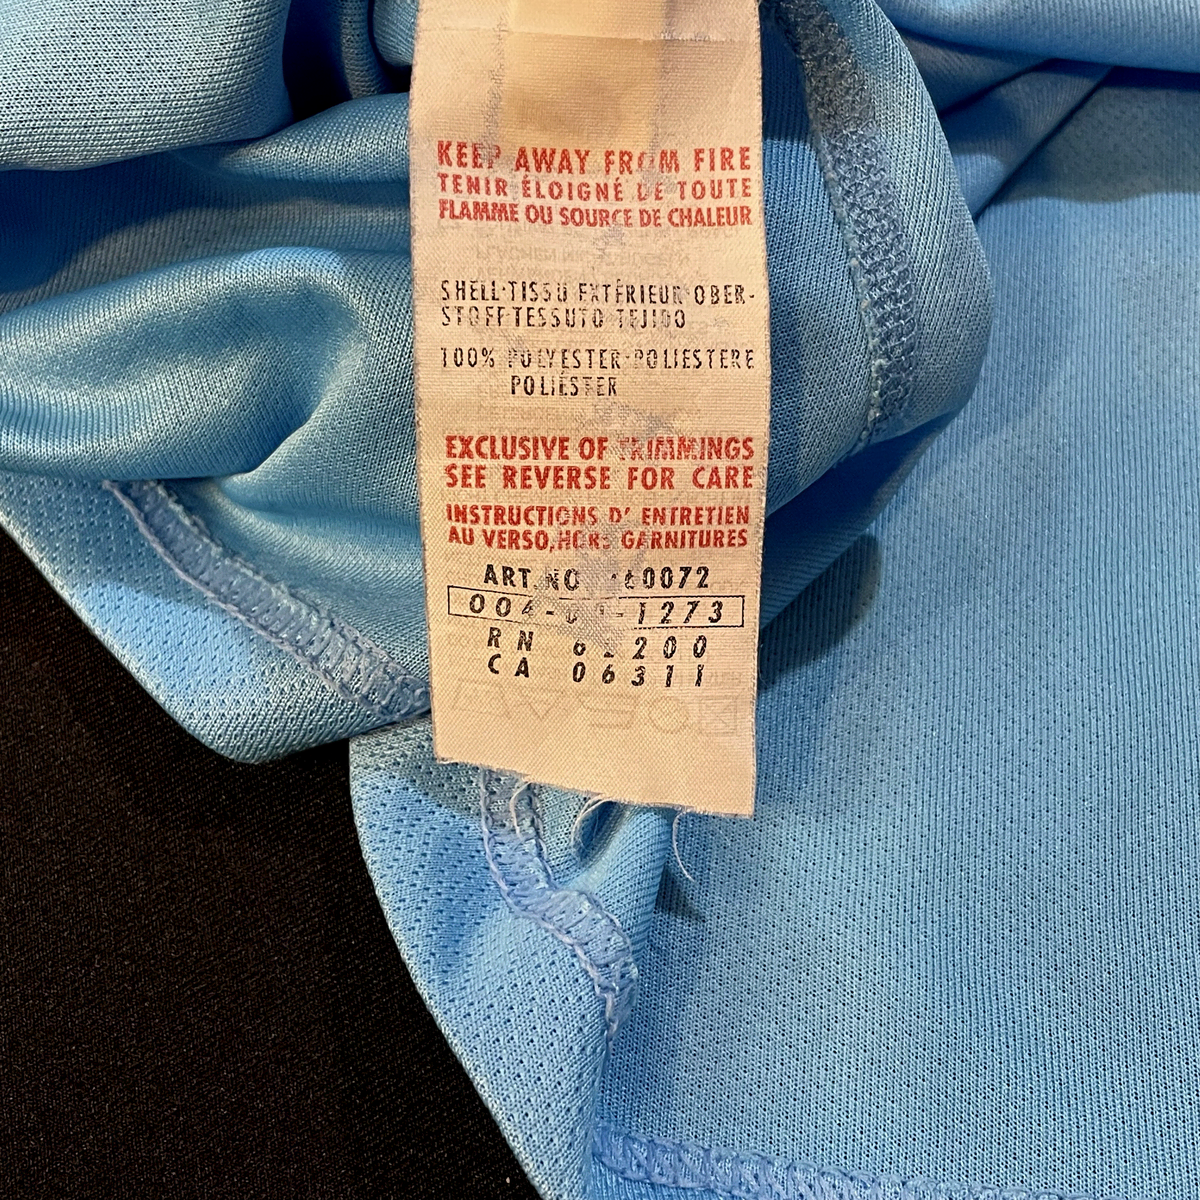 KEEP AWAY FROM FIRE
TENIR ÉLOIGNÉ DE TOUTE
FLAMME OU SOURCE DE CHALEUR
SHELL·TISSU EXTÉRIEUR·OBER-
STOFF TESSUTO TEJIDO
100% POLYESTER·POLIESTERE
POLIÉSTER
EXCLUSIVE OF TRIMMINGS
SEE REVERSE FOR CARE
INSTRUCTIONS D' ENTRETIEN
AU VERSO, HORS GARNITURES
ART. NO
RN
CA 06311